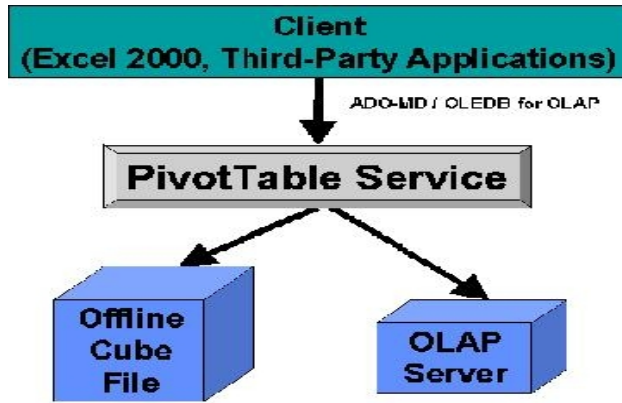 Client
(Excel 2000, Third-Party Applications)
ADO-MD / OLEDB for OLAP
PivotTable Service
Offline
Cube
File
OLAP
Server